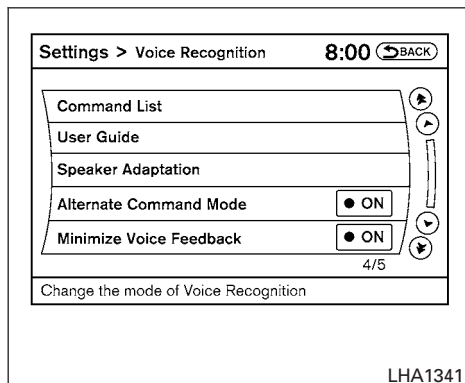 Settings > Voice Recognition 8:00 BACK
Command List
User Guide
Speaker Adaptation
Alternate Command Mode ON
Minimize Voice Feedback ON
4/5
Change the mode of Voice Recognition
LHA1341